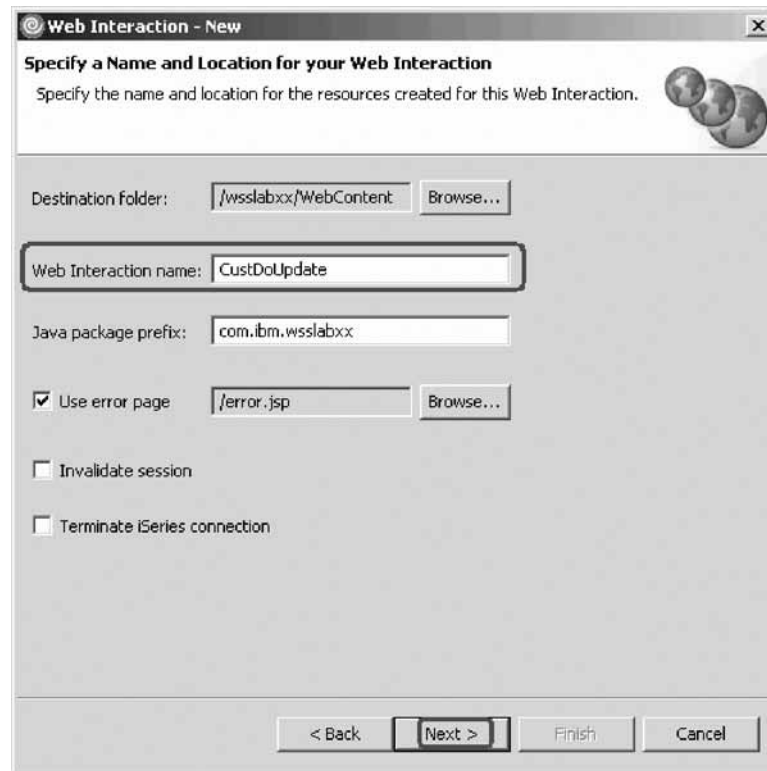 Web Interaction - New
Specify a Name and Location for your Web Interaction
Specify the name and location for the resources created for this Web Interaction.
Destination folder: /wsslabxx/WebContent Browse...
Web Interaction name: CustDoUpdate
Java package prefix: com.ibm.wsslabxx
Use error page /error.jsp Browse...
Invalidate session
Terminate iSeries connection
< Back Next > Finish Cancel